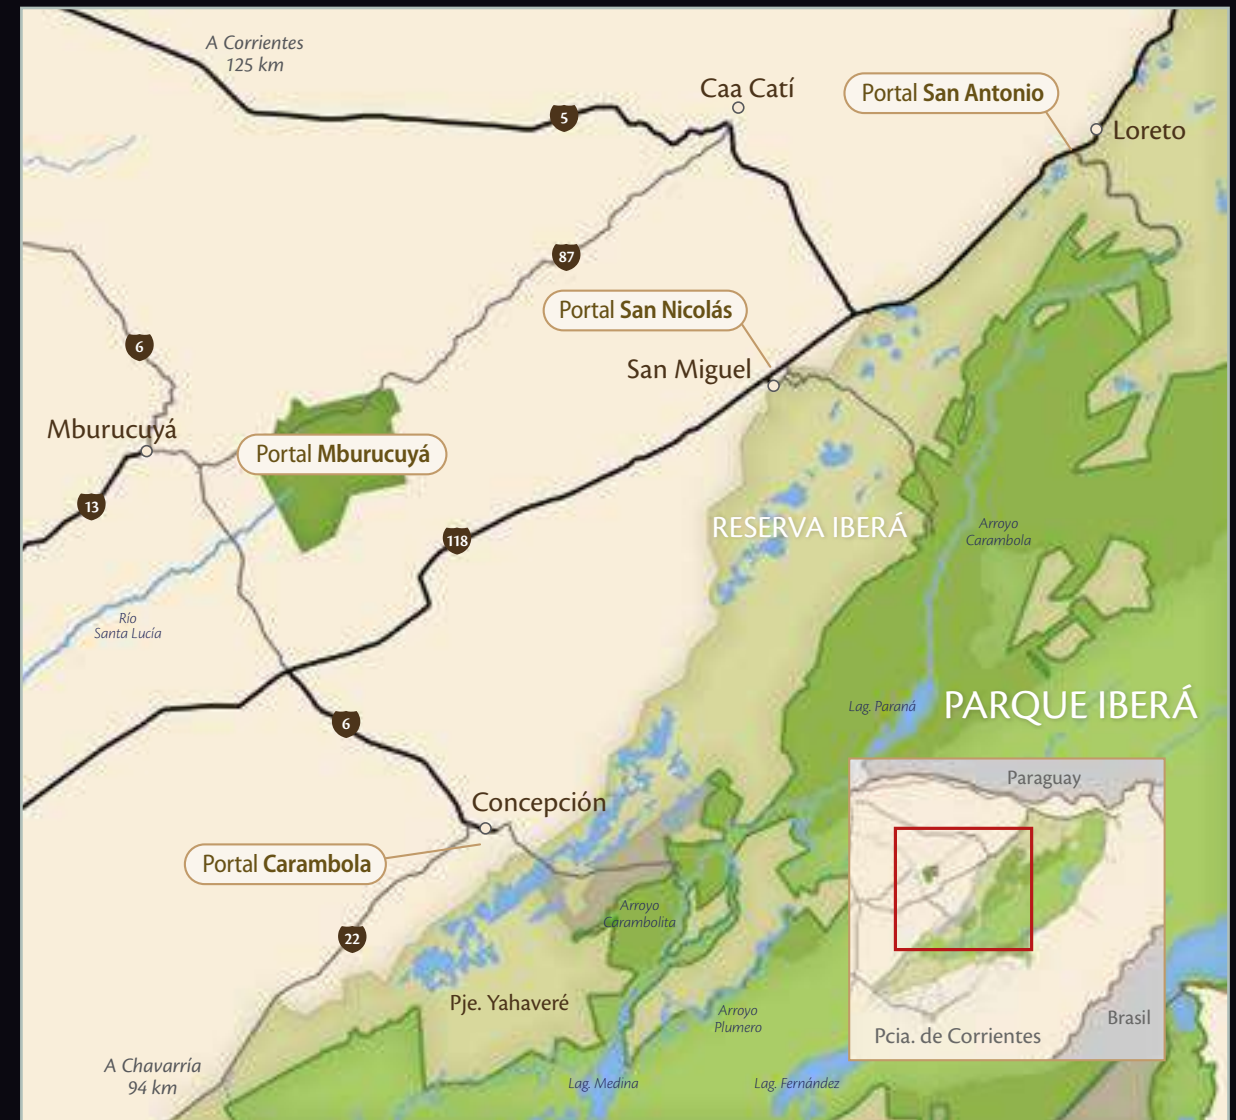 A Corrientes
125 km
Caa Catí
Portal San Antonio
Loreto
5
87
Portal San Nicolás
6
San Miguel
Mburucuyá
Portal Mburucuyá
13
118
RESERVA IBERÁ
Arroyo
Carambola
Río
Santa Lucía
Lag. Paraná
PARQUE IBERÁ
6
Concepción
Portal Carambola
Arroyo
Carambolita
22
Pje. Yahaveré
Arroyo
Plumero
A Chavarría
94 km
Lag. Medina
Lag. Fernández
Paraguay
Brasil
Pcia. de Corrientes